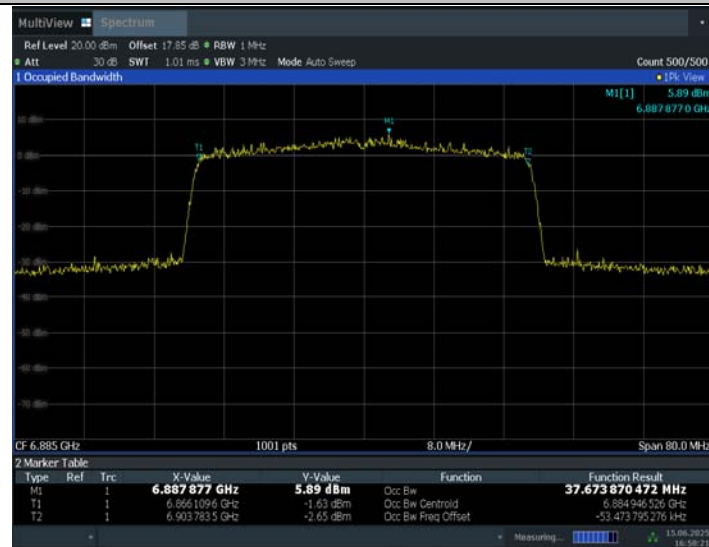 MultiView Spectrum
Ref Level 20.00 dBm Offset 17.85 dB RBW 1 MHz
Att 30 dB SWT 1.01 ms VBW 3 MHz Mode Auto Sweep Count 500/500
1 Occupied Bandwidth 1Pk View
M1[1] 5.89 dBm
6.8878770 GHz
10 dBm
M1
T1
T2
0 dBm
-10 dBm
-20 dBm
-30 dBm
-40 dBm
-50 dBm
-60 dBm
-70 dBm
CF 6.885 GHz 1001 pts 8.0 MHz/ Span 80.0 MHz
2 Marker Table
Type Ref Trc X-Value Y-Value Function Function Result
M1 1 6.887 877 GHz 5.89 dBm Occ Bw 37.673 870 472 MHz
T1 1 6.8661096 GHz -1.63 dBm Occ Bw Centroid 6.884 946 526 GHz
T2 1 6.9037835 GHz -2.65 dBm Occ Bw Freq Offset -53.473 795 276 kHz
Measuring... 15.06.2025
16:50:21